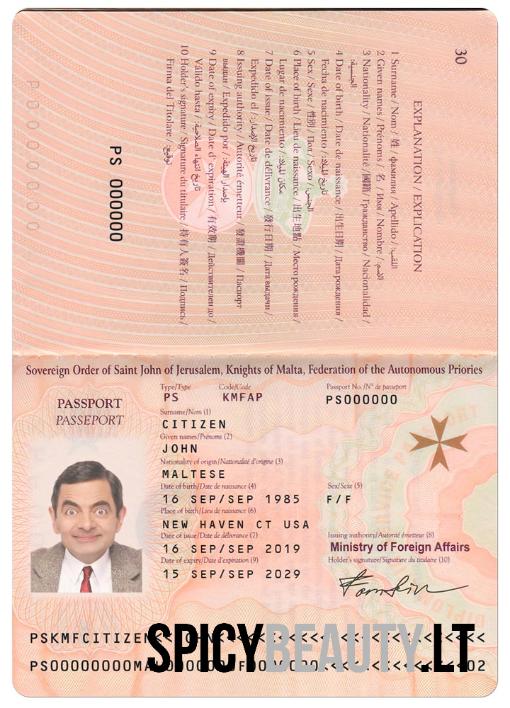 30
EXPLANATION / EXPLICATION
1 Surname / Nom / 姓 Фамилия / Apellido /
2 Given names / Prénoms / 名 / Имя / Nombre /
3 Nationality / Nationalité / 國籍 / Гражданство / Nacionalidad /
4 Date of birth / Date de naissance / 出生日期 / Дата рождения /
Fecha de nacimiento / تاريخ الولادة
5 Sex / Sexe / 性別 / Пол / Sexo / الجنس
6 Place of birth / Lieu de naissance / 出生地點 / Место рождения /
Lugar de nacimiento / مكان الولادة
7 Date of issue / Date de délivrance / 發行日期 / Дата выдачи /
Expedido el / تاريخ الإصدار
8 Issuing authority / Autorité émetteur / 發證機關 / Паспорт
выдан / Expedido por /
9 Date of expiry / Date d' expiration / 有效期 / Действителен до /
Válido hasta /
10 Holder's signature / Signature du titulaire / 持有人簽名 / Подпись /
Firma del Titolare / توقيع
PS 000000
Sovereign Order of Saint John of Jerusalem, Knights of Malta, Federation of the Autonomous Priories
PASSPORT
PASSEPORT
Type/Type Code/Code Passport No./N° de passeport
PS KMFAP PS000000
Surname/Nom (1)
CITIZEN
Given names/Prénoms (2)
JOHN
Nationality of origin/Nationalité d'origine (3)
MALTESE
Date of birth/Date de naissance (4) Sex/Sexe (5)
16 SEP/SEP 1985 F/F
Place of birth/Lieu de naissance (6)
NEW HAVEN CT USA
Date of issue/Date de délivrance (7) Issuing authority/Autorité émetteur (8)
16 SEP/SEP 2019 Ministry of Foreign Affairs
Date of expiry/Date d'expiration (9) Holder's signature/Signature du titulaire (10)
15 SEP/SEP 2029
PSKMFCITIZEN
SPICYBEAUTY.LT